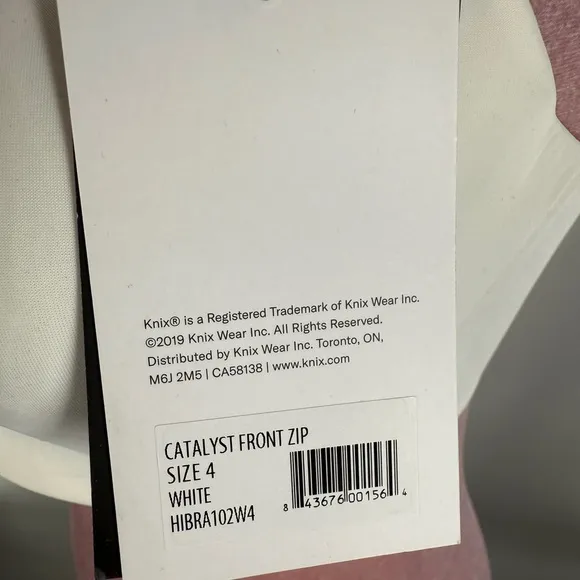 Knix® is a Registered Trademark of Knix Wear Inc.
©2019 Knix Wear Inc. All Rights Reserved.
Distributed by Knix Wear Inc. Toronto, ON,
M6J 2M5 | CA58138 | www.knix.com
CATALYST FRONT ZIP
SIZE 4
WHITE
HIBRA102W4
8 43676 00156 4